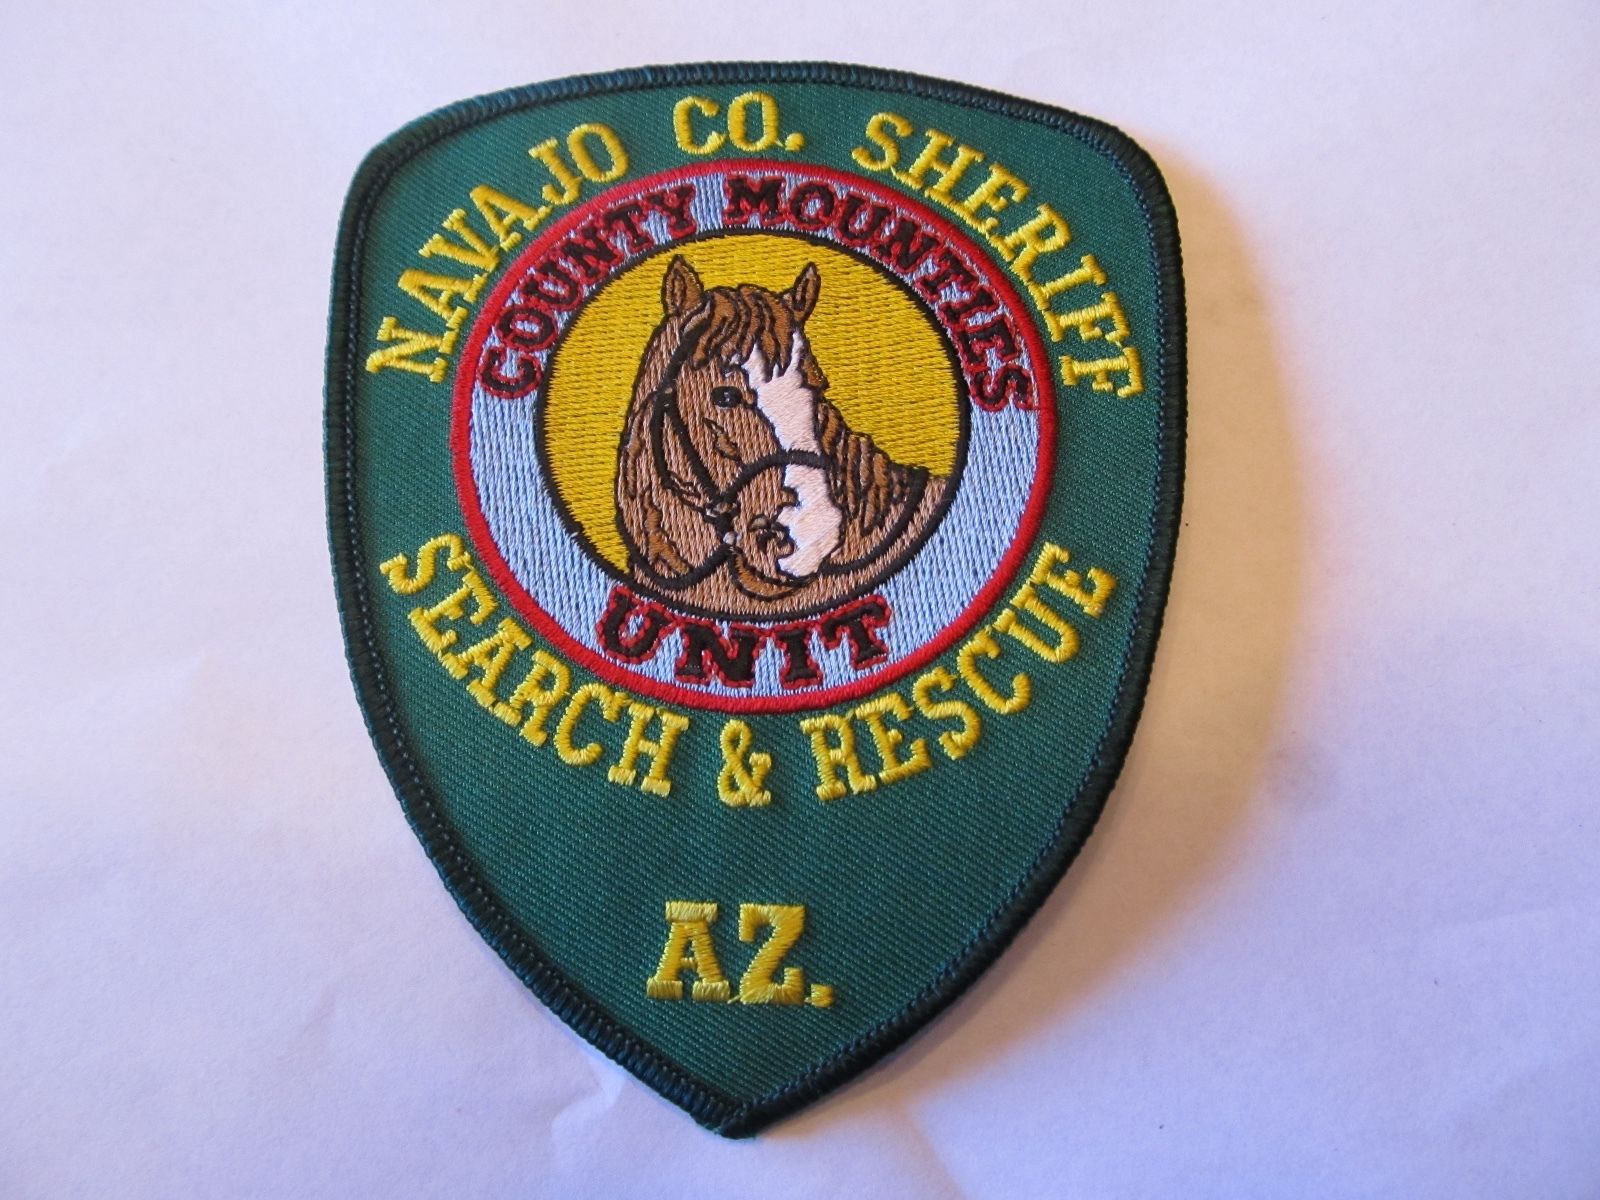 NAVAJO CO. SHERIFF
COUNTY MOUNTIES
UNIT
SEARCH & RESCUE
AZ.